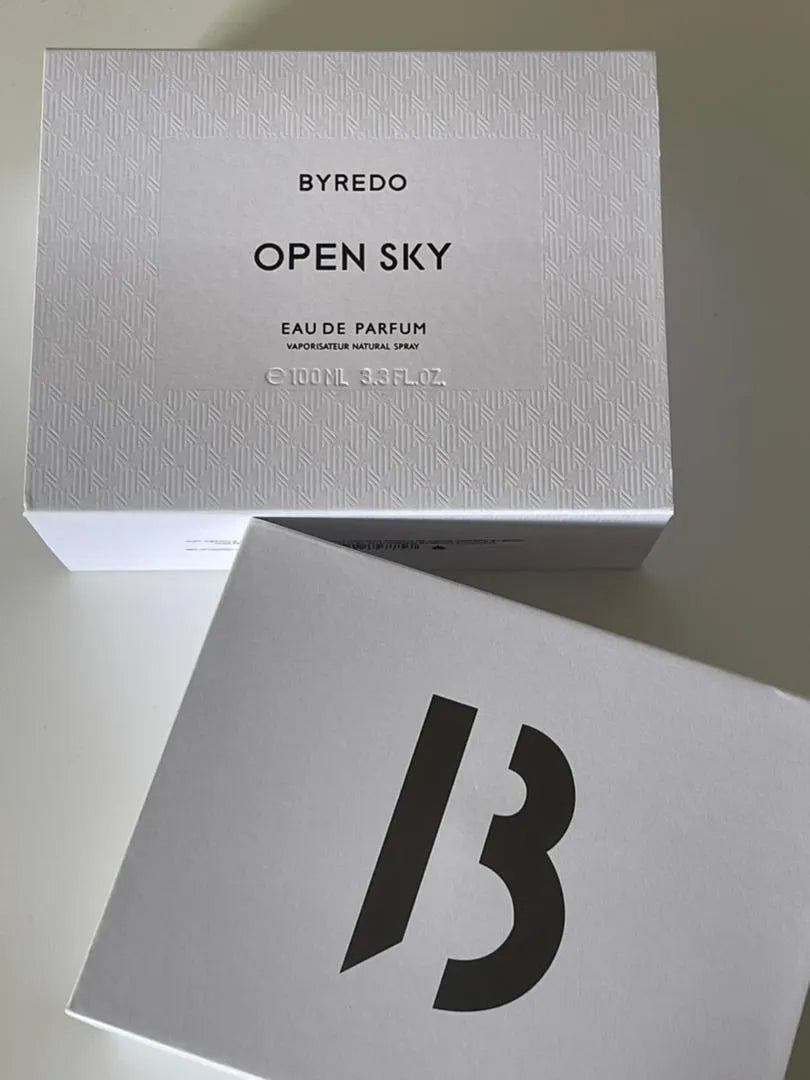 BYREDO
OPEN SKY
EAU DE PARFUM
VAPORISATEUR NATURAL SPRAY
℮ 100 ML 3.3 FL.OZ.
B